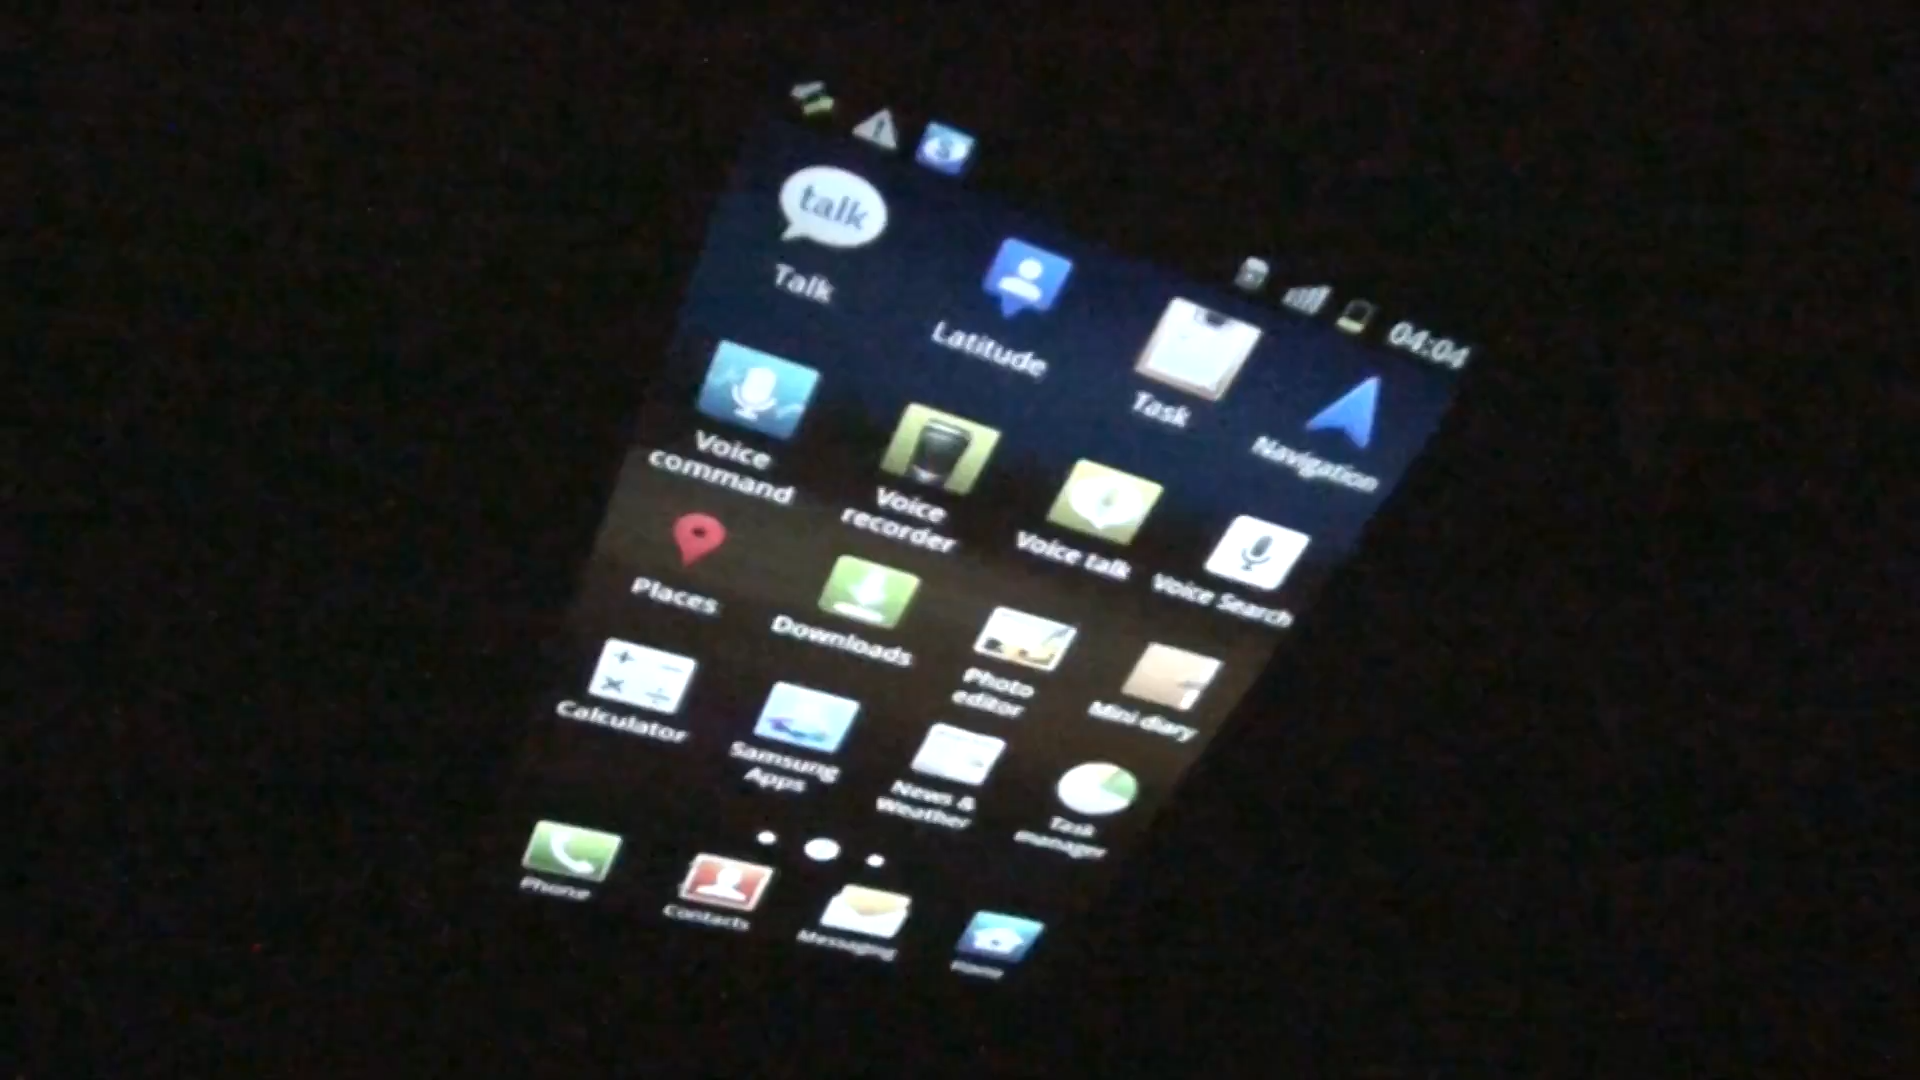 04:04
talk
Talk
Latitude
Task
Navigation
Voice
command
Voice
recorder
Voice talk
Voice Search
Places
Downloads
Photo
editor
Mini diary
Calculator
Samsung
Apps
News &
Weather
Task
manager
Phone
Contacts
Messaging
Home